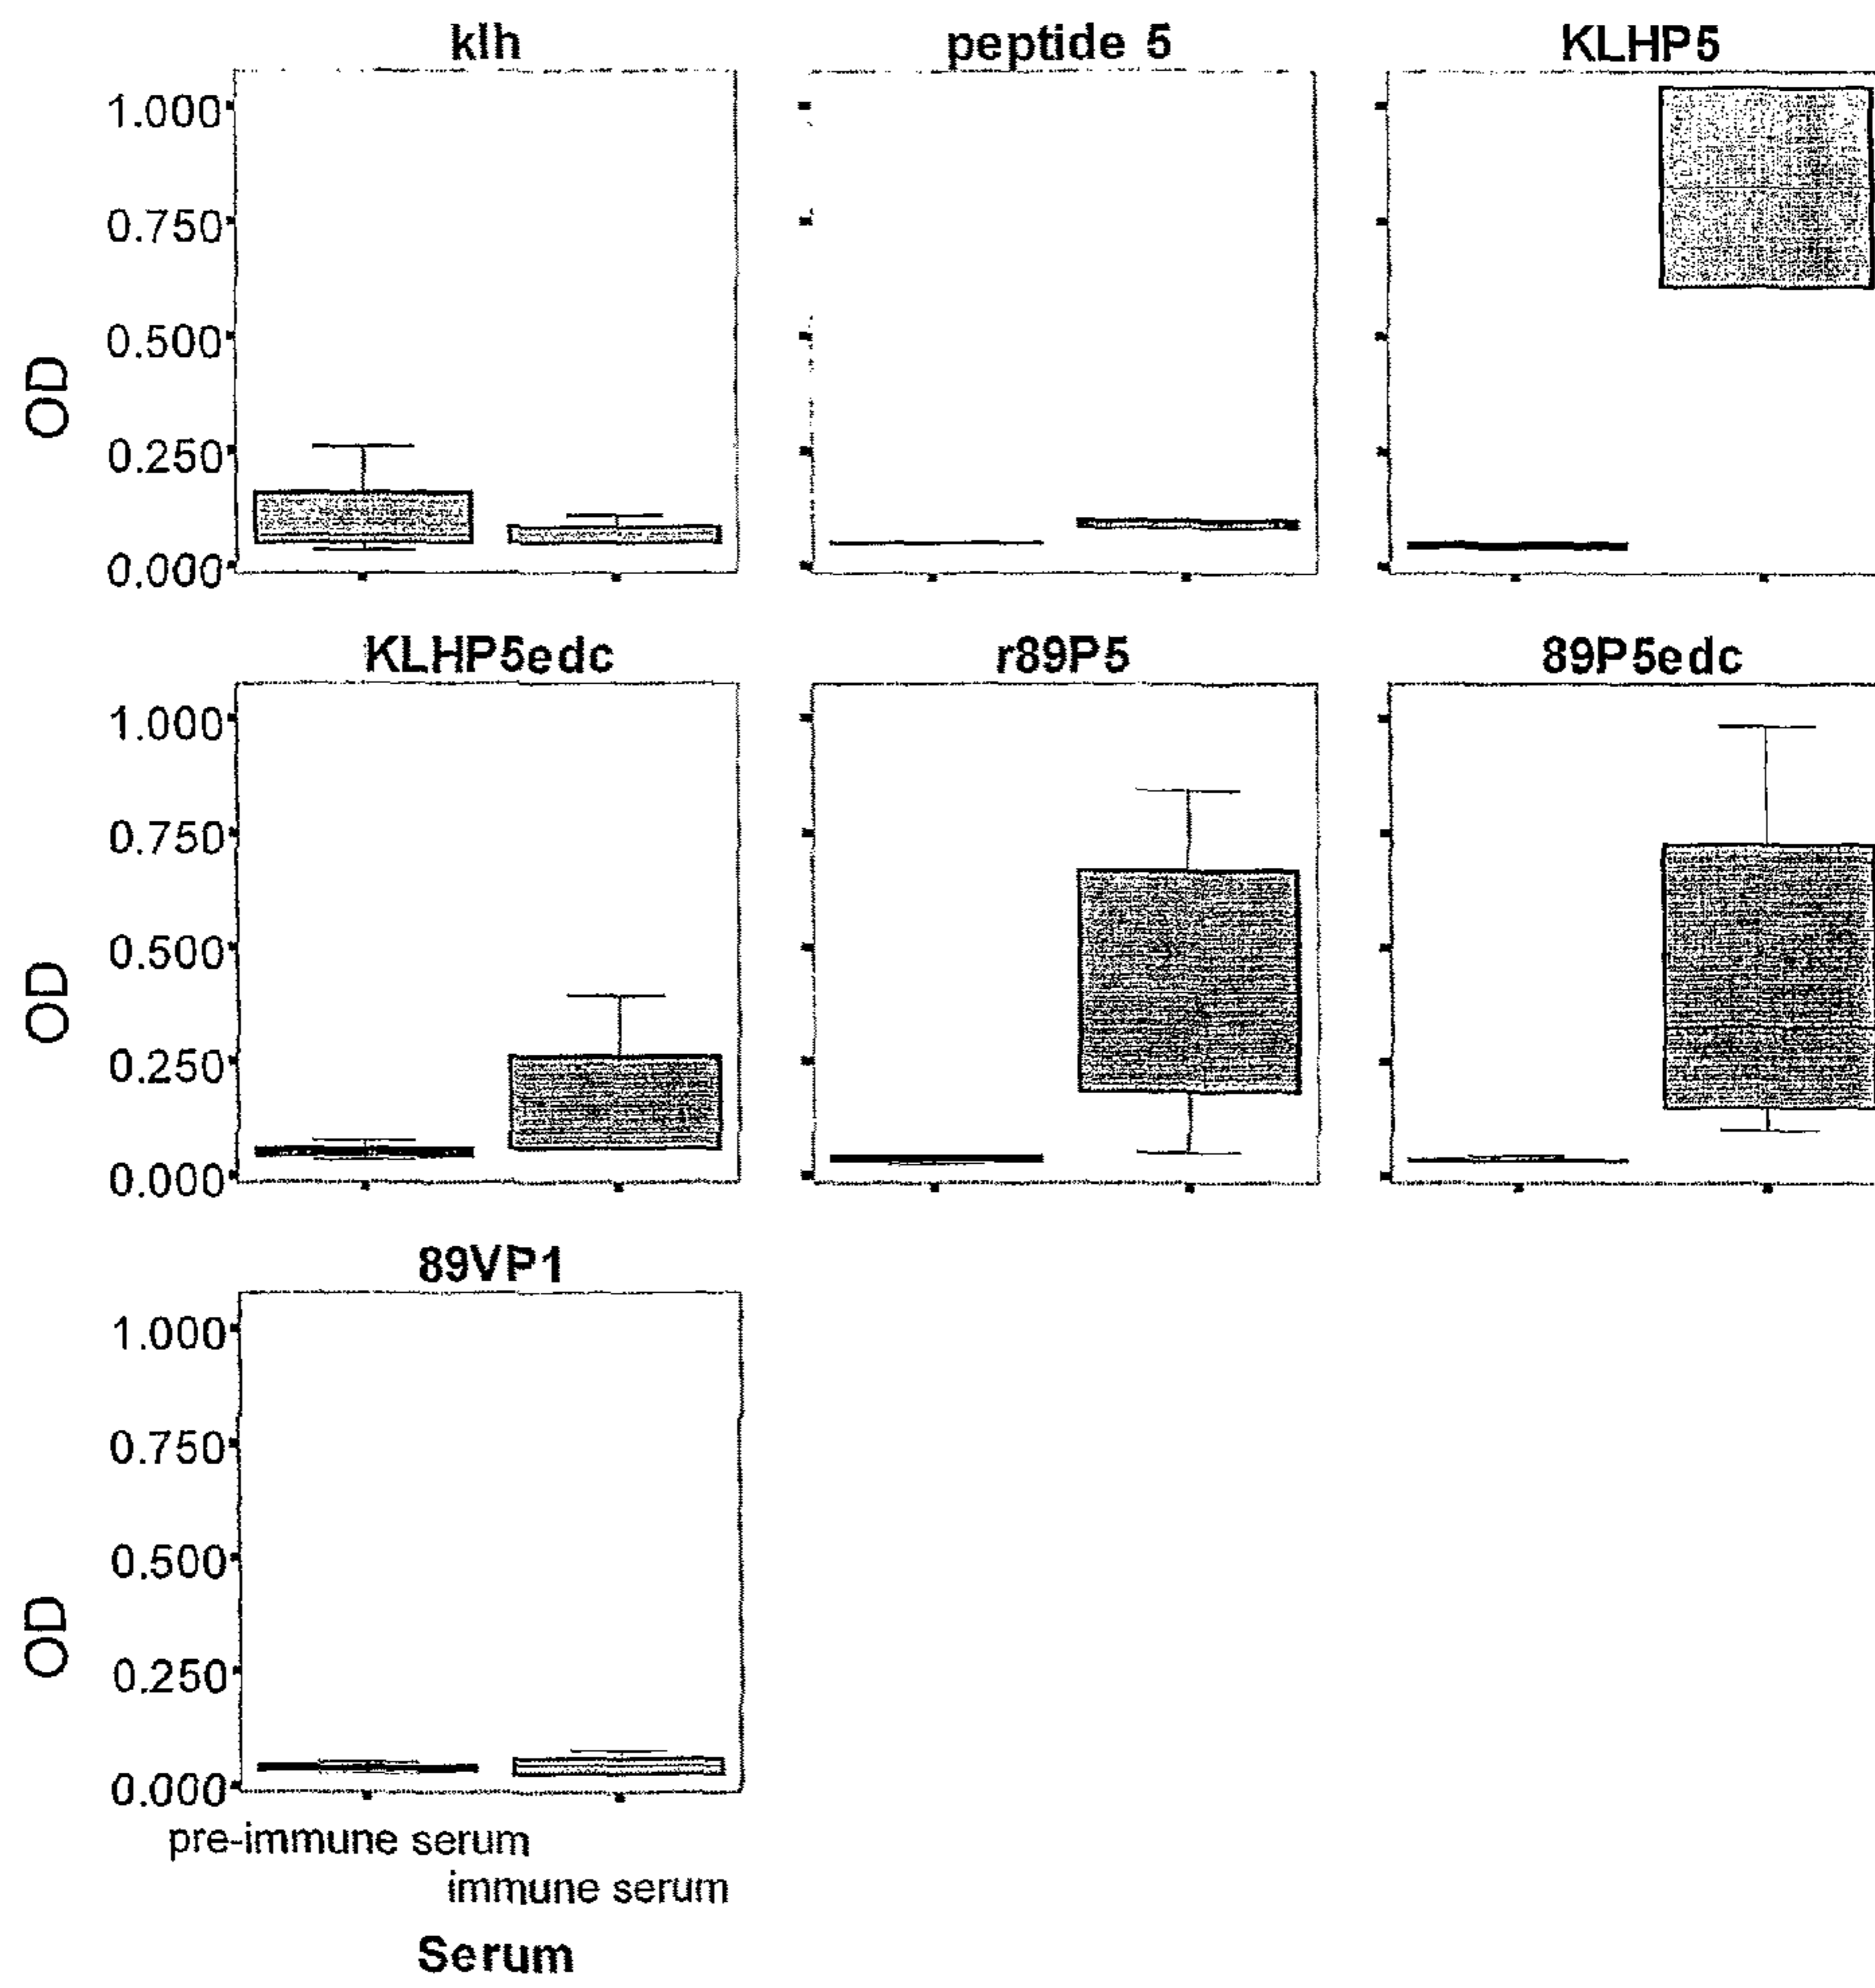 klh
peptide 5
KLHP5
1.000
0.750
0.500
0.250
0.000
OD
KLHP5edc
r89P5
89P5edc
1.000
0.750
0.500
0.250
0.000
OD
89VP1
1.000
0.750
0.500
0.250
0.000
OD
pre-immune serum
immune serum
Serum